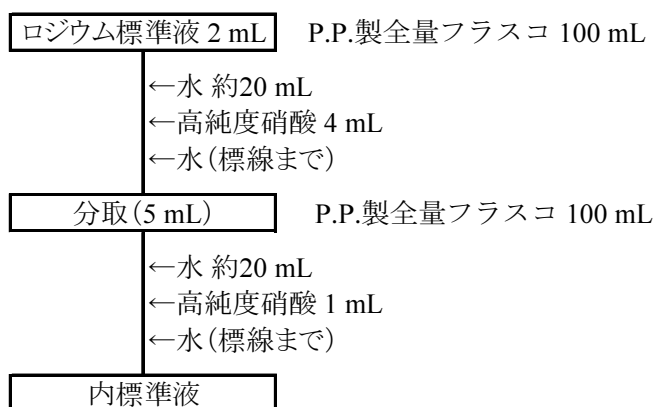 ロジウム標準液 2 mL P.P.製全量フラスコ 100 mL
←水 約20 mL
←高純度硝酸 4 mL
←水(標線まで)
分取(5 mL) P.P.製全量フラスコ 100 mL
←水 約20 mL
←高純度硝酸 1 mL
←水(標線まで)
内標準液